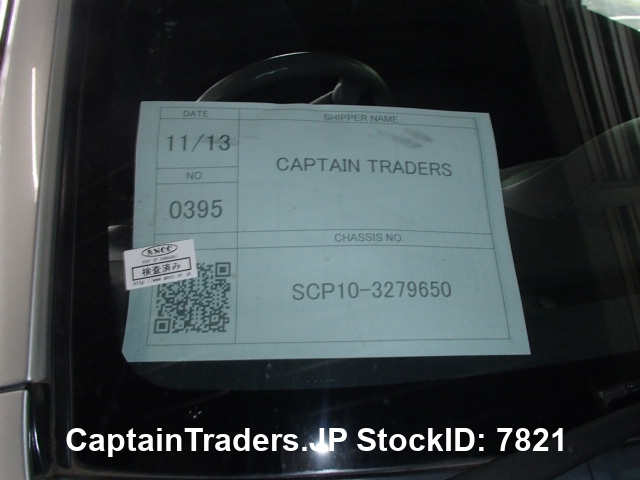 DATE
SHIPPER NAME
11/13
CAPTAIN TRADERS
NO.
0395
CHASSIS NO.
SCP10-3279650
検査済み
CaptainTraders.JP StockID: 7821